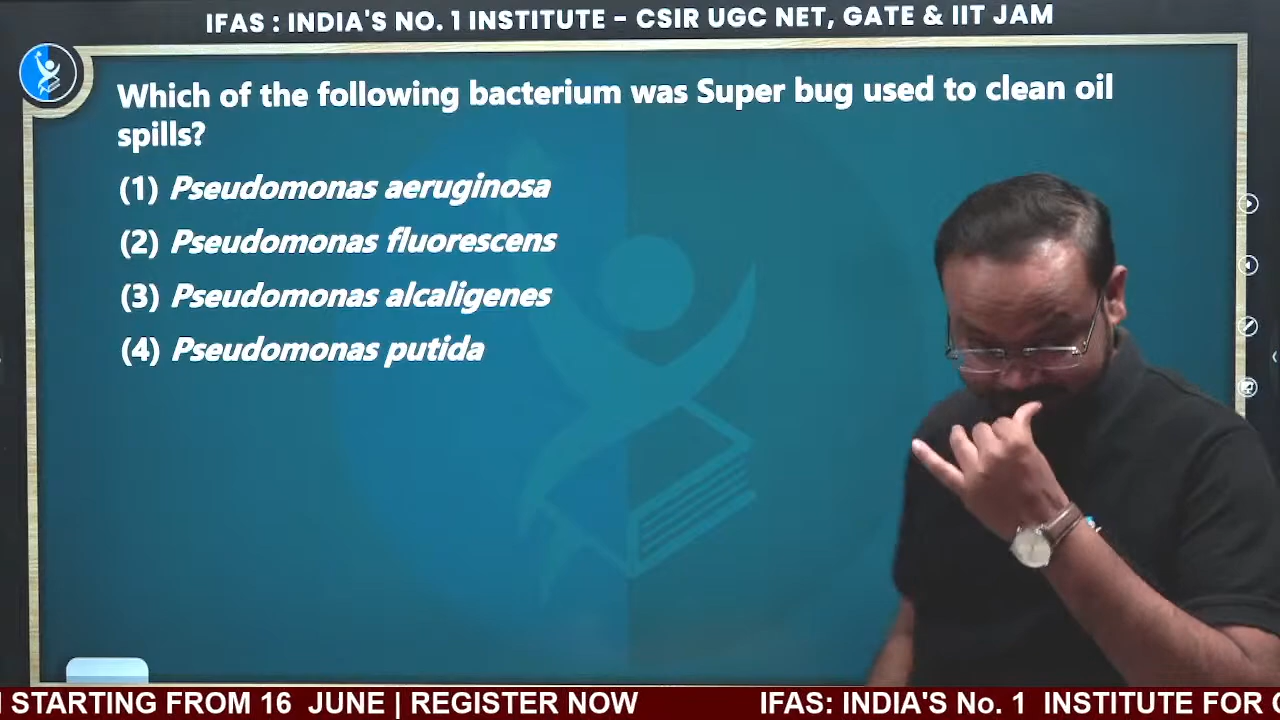 IFAS : INDIA'S NO. 1 INSTITUTE - CSIR UGC NET, GATE & IIT JAM
Which of the following bacterium was Super bug used to clean oil
spills?
(1) Pseudomonas aeruginosa
(2) Pseudomonas fluorescens
(3) Pseudomonas alcaligenes
(4) Pseudomonas putida
STARTING FROM 16 JUNE | REGISTER NOW IFAS: INDIA'S No. 1 INSTITUTE FOR